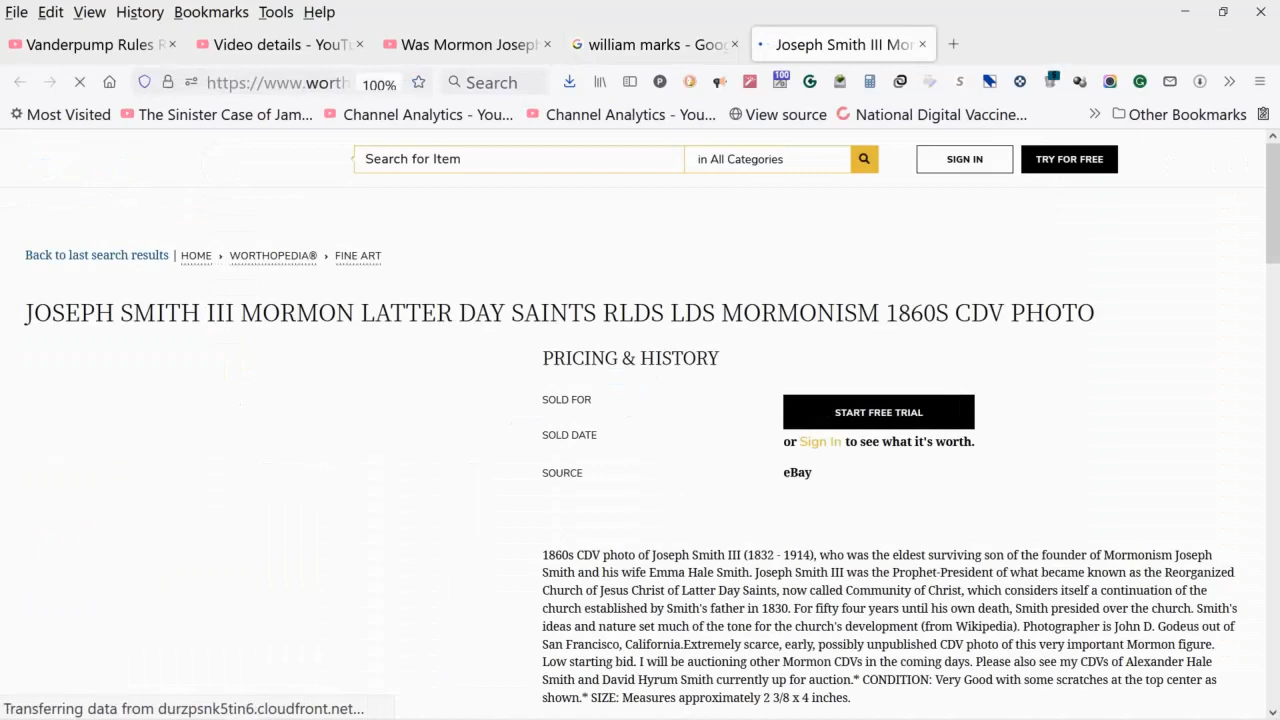 File Edit View History Bookmarks Tools Help
Vanderpump Rules R × Video details - YouT × Was Mormon Joseph × william marks - Goo × Joseph Smith III Mor × +
https://www.worth 100% Search
Most Visited The Sinister Case of Jam... Channel Analytics - You... Channel Analytics - You... View source National Digital Vaccine... Other Bookmarks
Search for Item in All Categories SIGN IN TRY FOR FREE
Back to last search results | HOME › WORTHOPEDIA® › FINE ART
JOSEPH SMITH III MORMON LATTER DAY SAINTS RLDS LDS MORMONISM 1860S CDV PHOTO
PRICING & HISTORY
SOLD FOR
START FREE TRIAL
SOLD DATE
or Sign In to see what it's worth.
SOURCE eBay
1860s CDV photo of Joseph Smith III (1832 - 1914), who was the eldest surviving son of the founder of Mormonism Joseph
Smith and his wife Emma Hale Smith. Joseph Smith III was the Prophet-President of what became known as the Reorganized
Church of Jesus Christ of Latter Day Saints, now called Community of Christ, which considers itself a continuation of the
church established by Smith's father in 1830. For fifty four years until his own death, Smith presided over the church. Smith's
ideas and nature set much of the tone for the church's development (from Wikipedia). Photographer is John D. Godeus out of
San Francisco, California.Extremely scarce, early, possibly unpublished CDV photo of this very important Mormon figure.
Low starting bid. I will be auctioning other Mormon CDVs in the coming days. Please also see my CDVs of Alexander Hale
Smith and David Hyrum Smith currently up for auction.* CONDITION: Very Good with some scratches at the top center as
shown.* SIZE: Measures approximately 2 3/8 x 4 inches.
Transferring data from durzpsnk5tin6.cloudfront.net...